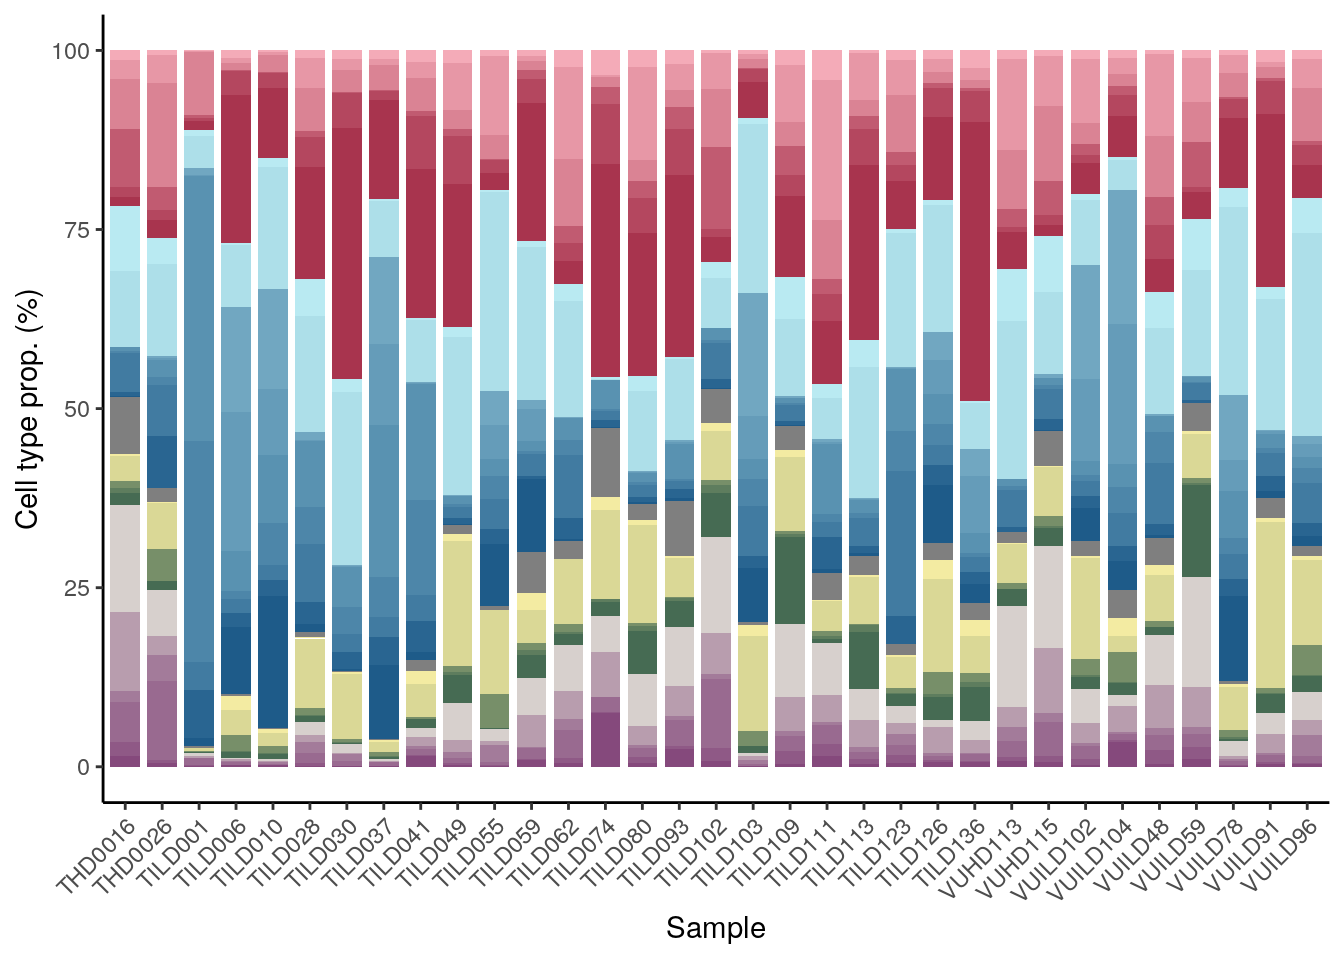 100
75
50
25
0
Cell type prop. (%)
THD0016
THD0026
TILD001
TILD006
TILD010
TILD028
TILD030
TILD037
TILD041
TILD049
TILD055
TILD059
TILD062
TILD074
TILD080
TILD093
TILD102
TILD103
TILD109
TILD111
TILD113
TILD123
TILD126
TILD136
VUHD113
VUHD115
VUILD102
VUILD104
VUILD48
VUILD59
VUILD78
VUILD91
VUILD96
Sample